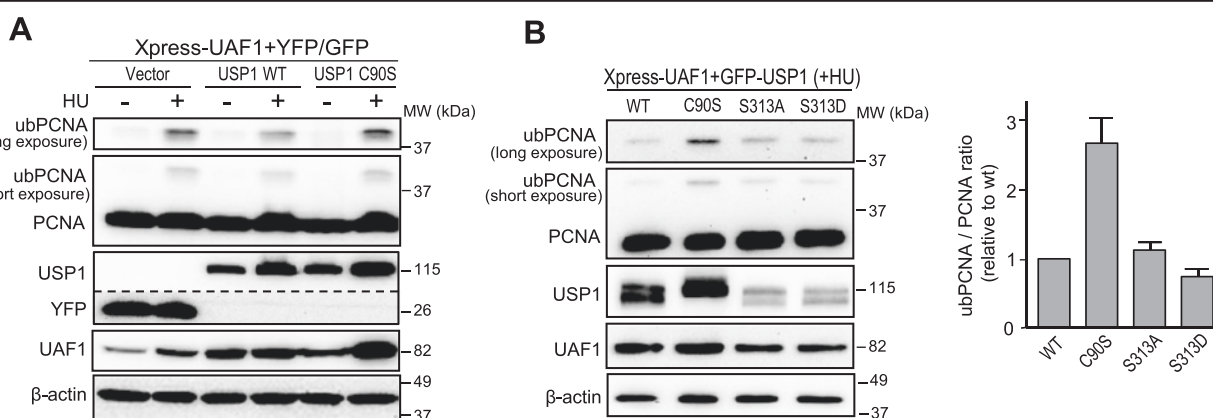 A
Xpress-UAF1+YFP/GFP
Vector USP1 WT USP1 C90S
HU - + - + - + MW (kDa)
ubPCNA
ng exposure)
37
ubPCNA
ort exposure)
37
PCNA
USP1
115
YFP
26
UAF1
82
β-actin
49
37
B
Xpress-UAF1+GFP-USP1 (+HU)
WT C90S S313A S313D MW (kDa)
ubPCNA
(long exposure)
37
ubPCNA
(short exposure)
37
PCNA
USP1
115
UAF1
82
β-actin
49
37
ubPCNA / PCNA ratio
(relative to wt)
3
2
1
0
WT C90S S313A S313D